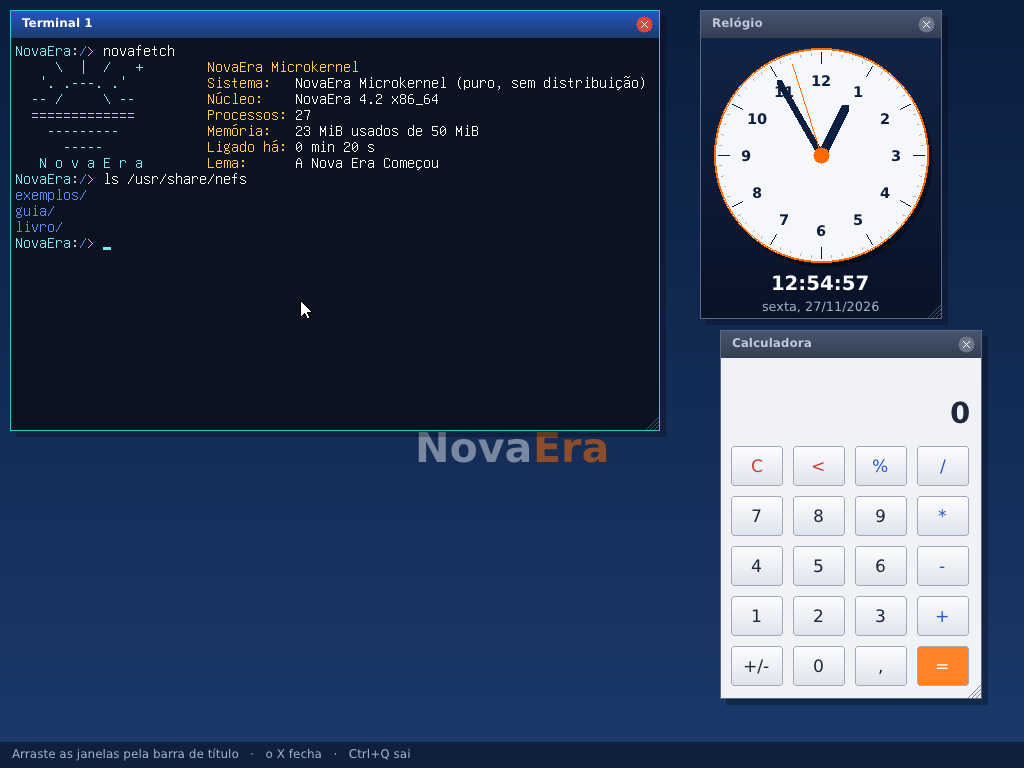 Terminal 1
NovaEra:/> novafetch
NovaEra Microkernel
Sistema: NovaEra Microkernel (puro, sem distribuição)
Núcleo: NovaEra 4.2 x86_64
Processos: 27
Memória: 23 MiB usados de 50 MiB
Ligado há: 0 min 20 s
N o v a E r a Lema: A Nova Era Começou
NovaEra:/> ls /usr/share/nefs
exemplos/
guia/
livro/
NovaEra:/> _
NovaEra
Relógio
12
1
2
3
4
5
6
7
8
9
10
11
12:54:57
sexta, 27/11/2026
Calculadora
0
C < % /
7 8 9 *
4 5 6 -
1 2 3 +
+/- 0 , =
Arraste as janelas pela barra de título · o X fecha · Ctrl+Q sai